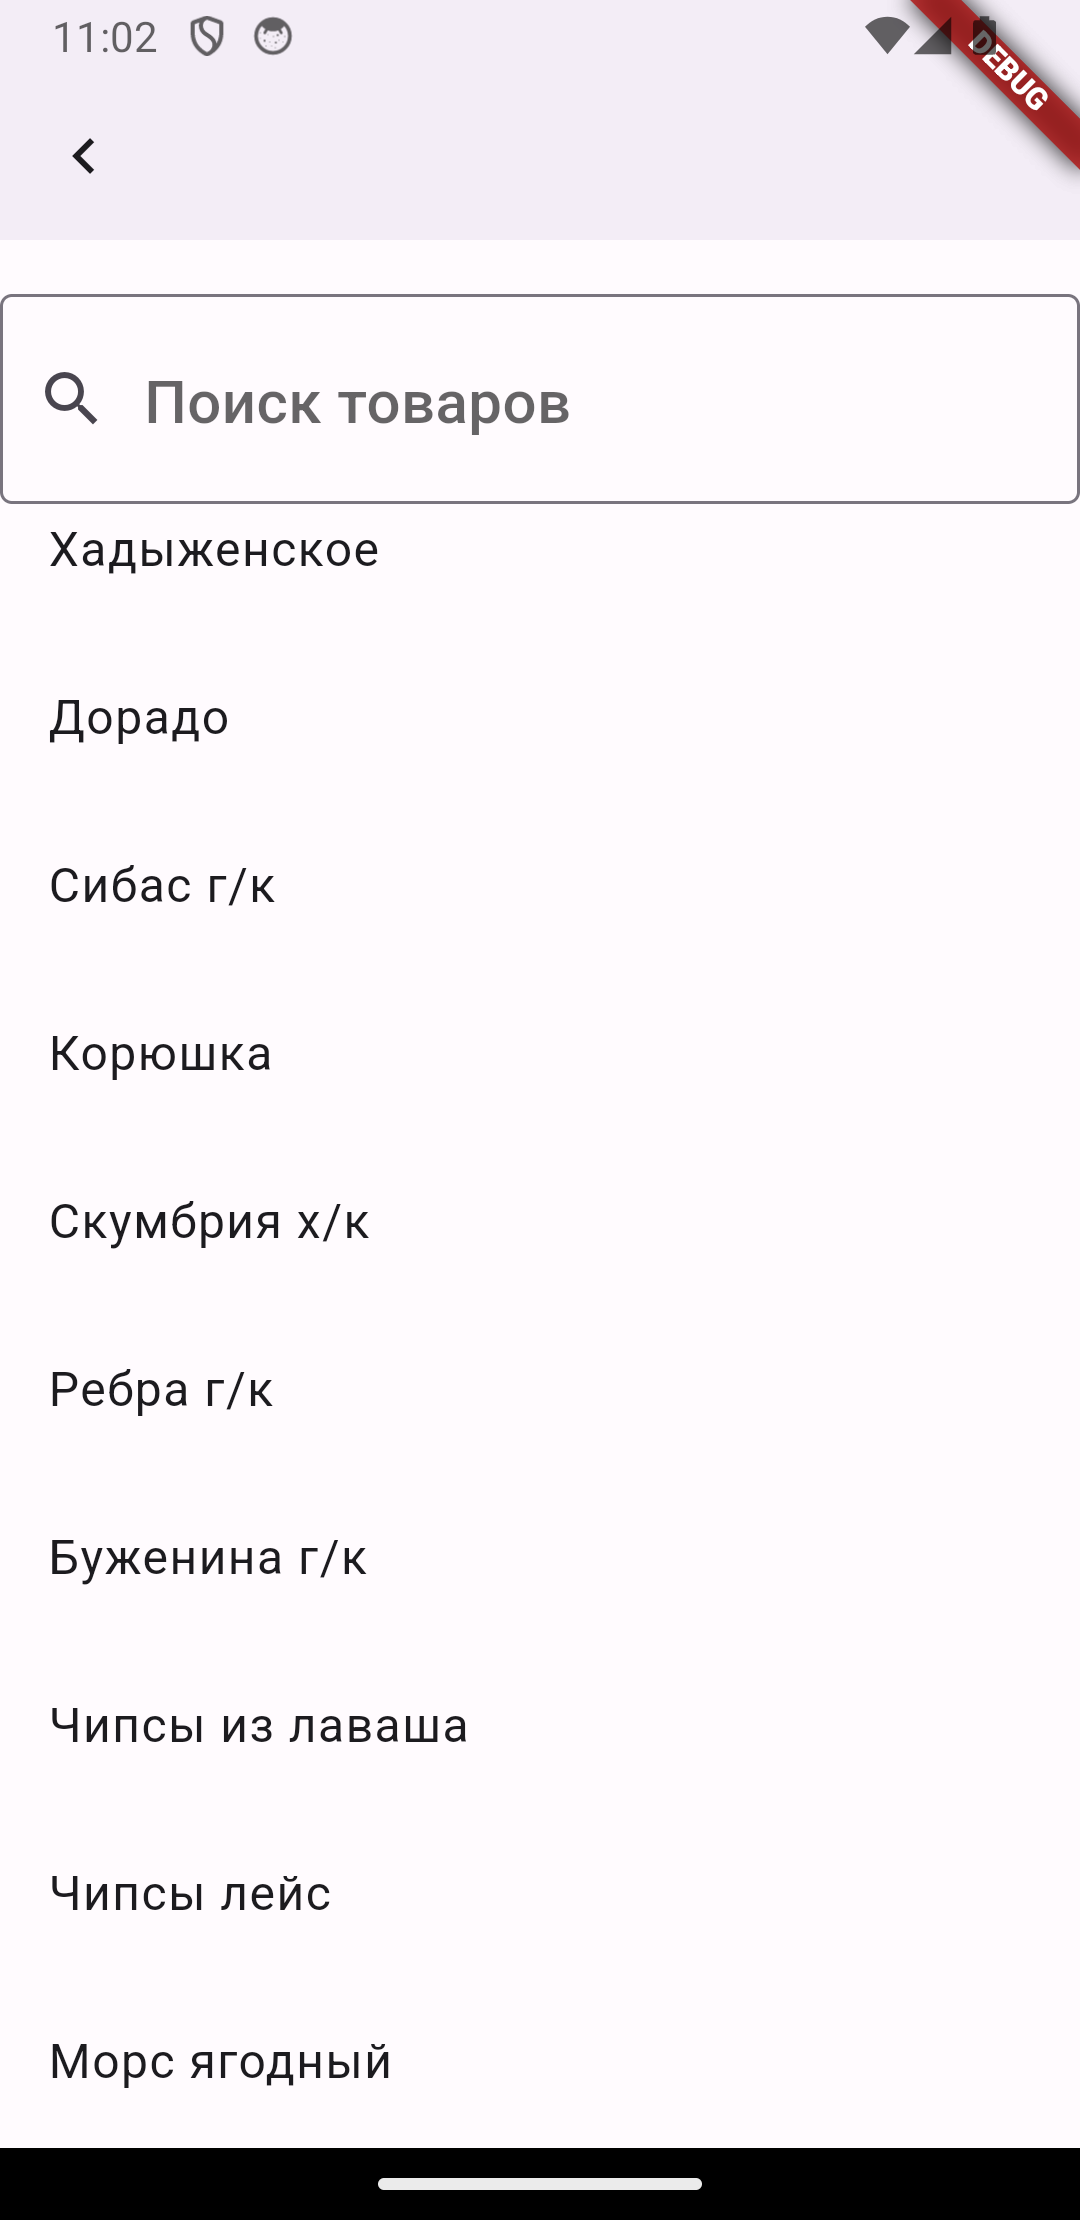 11:02
DEBUG
Поиск товаров
Хадыженское
Дорадо
Сибас г/к
Корюшка
Скумбрия х/к
Ребра г/к
Буженина г/к
Чипсы из лаваша
Чипсы лейс
Морс ягодный